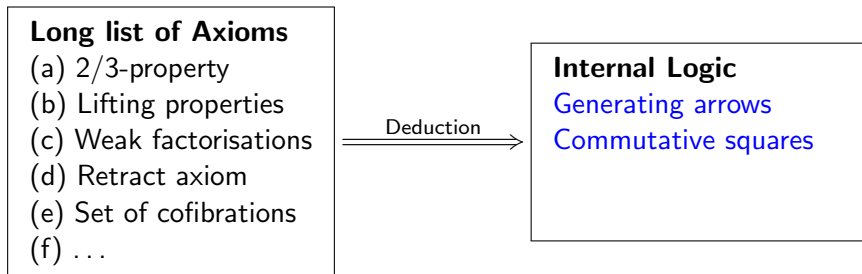 Long list of Axioms
(a) 2/3-property
(b) Lifting properties
(c) Weak factorisations
(d) Retract axiom
(e) Set of cofibrations
(f) . . .
Deduction
Internal Logic
Generating arrows
Commutative squares